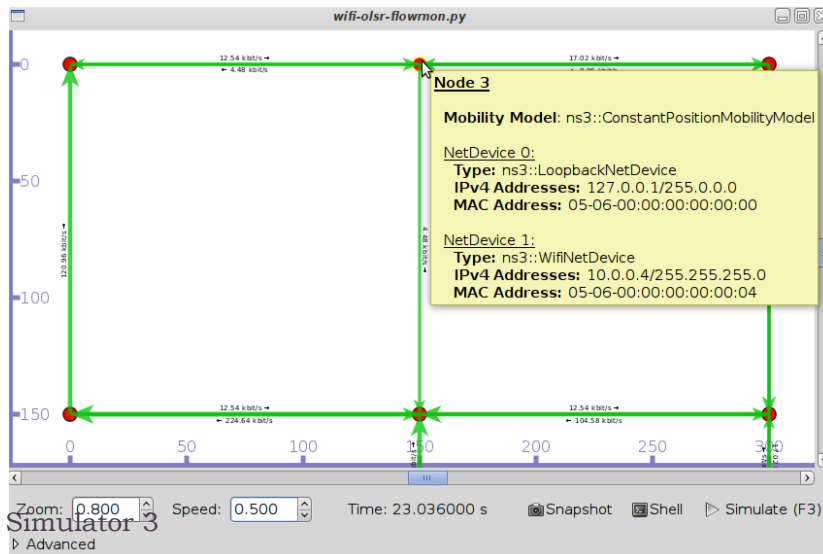 wifi-olsr-flowmon.py
0
12.54 kbit/s →
← 4.48 kbit/s
17.02 kbit/s →
Node 3
Mobility Model: ns3::ConstantPositionMobilityModel
NetDevice 0:
Type: ns3::LoopbackNetDevice
IPv4 Addresses: 127.0.0.1/255.0.0.0
MAC Address: 05-06-00:00:00:00:00:00
NetDevice 1:
Type: ns3::WifiNetDevice
IPv4 Addresses: 10.0.0.4/255.255.255.0
MAC Address: 05-06-00:00:00:00:00:04
50
120.96 kbit/s →
4.48 kbit/s →
100
12.54 kbit/s →
← 224.64 kbit/s
12.54 kbit/s →
← 104.58 kbit/s
150
0 50 100 150 200 250 300
Zoom: 0.800 Speed: 0.500 Time: 23.036000 s Snapshot Shell Simulate (F3)
Simulator 3
Advanced